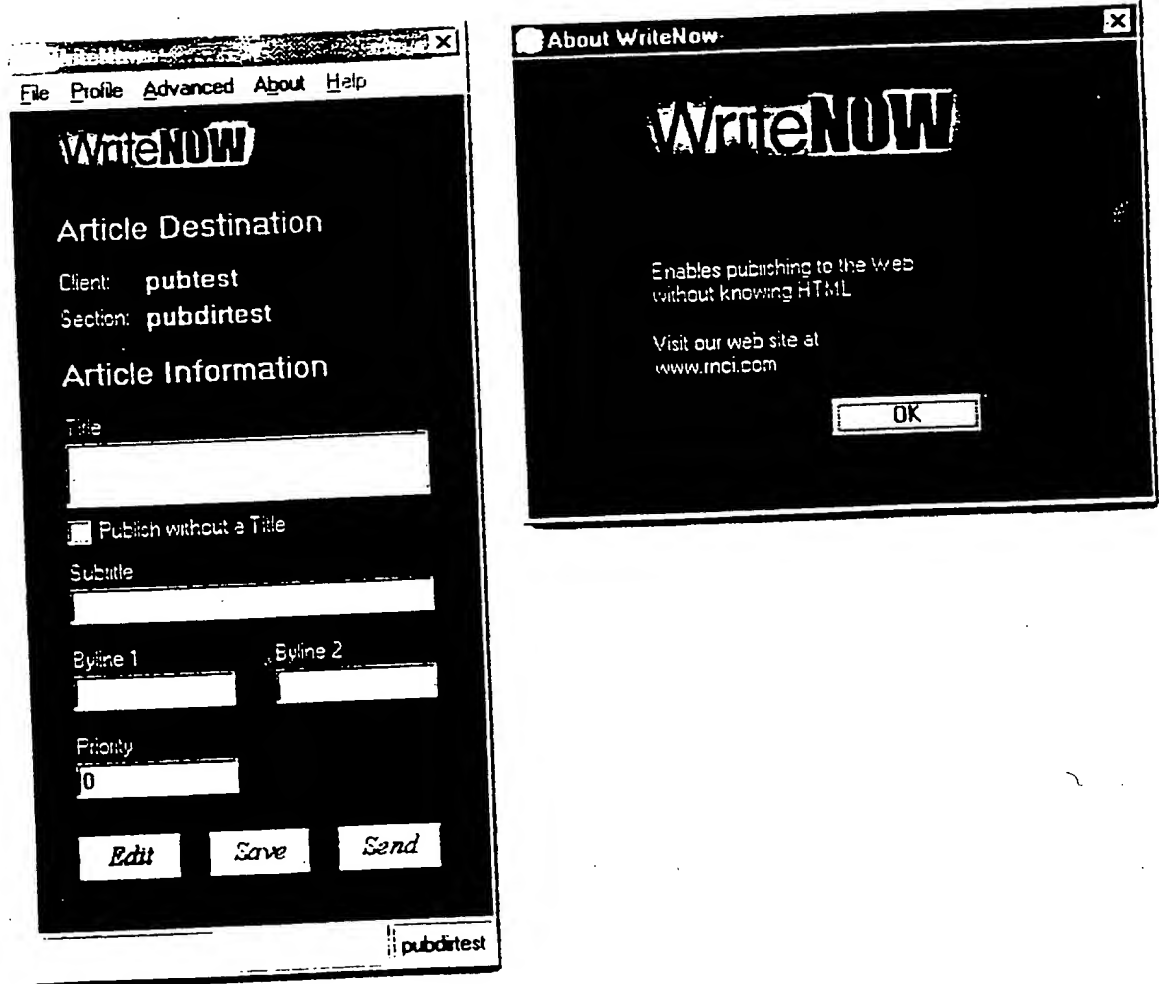 File Profile Advanced About Help
WriteNOW
Article Destination
Client: pubtest
Section: pubdirtest
Article Information
Title
Publish without a Title
Subtitle
Byline 1
Byline 2
Priority
0
Edit Save Send
pubdirtest
About WriteNow
WriteNOW
Enables publishing to the Web
without knowing HTML
Visit our web site at
www.rnci.com
OK